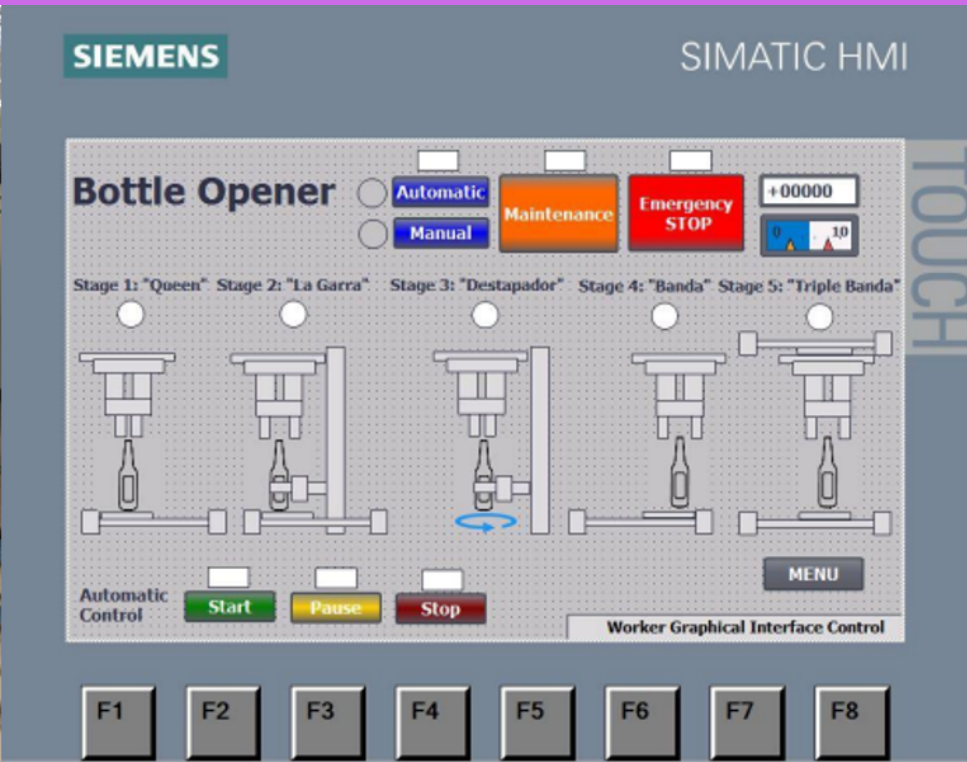 SIEMENS
SIMATIC HMI
TOUCH
Bottle Opener
Automatic
Manual
Maintenance
Emergency
STOP
+00000
0 10
Stage 1: "Queen" Stage 2: "La Garra" Stage 3: "Destapador" Stage 4: "Banda" Stage 5: "Triple Banda"
MENU
Automatic
Control
Start
Pause
Stop
Worker Graphical Interface Control
F1 F2 F3 F4 F5 F6 F7 F8